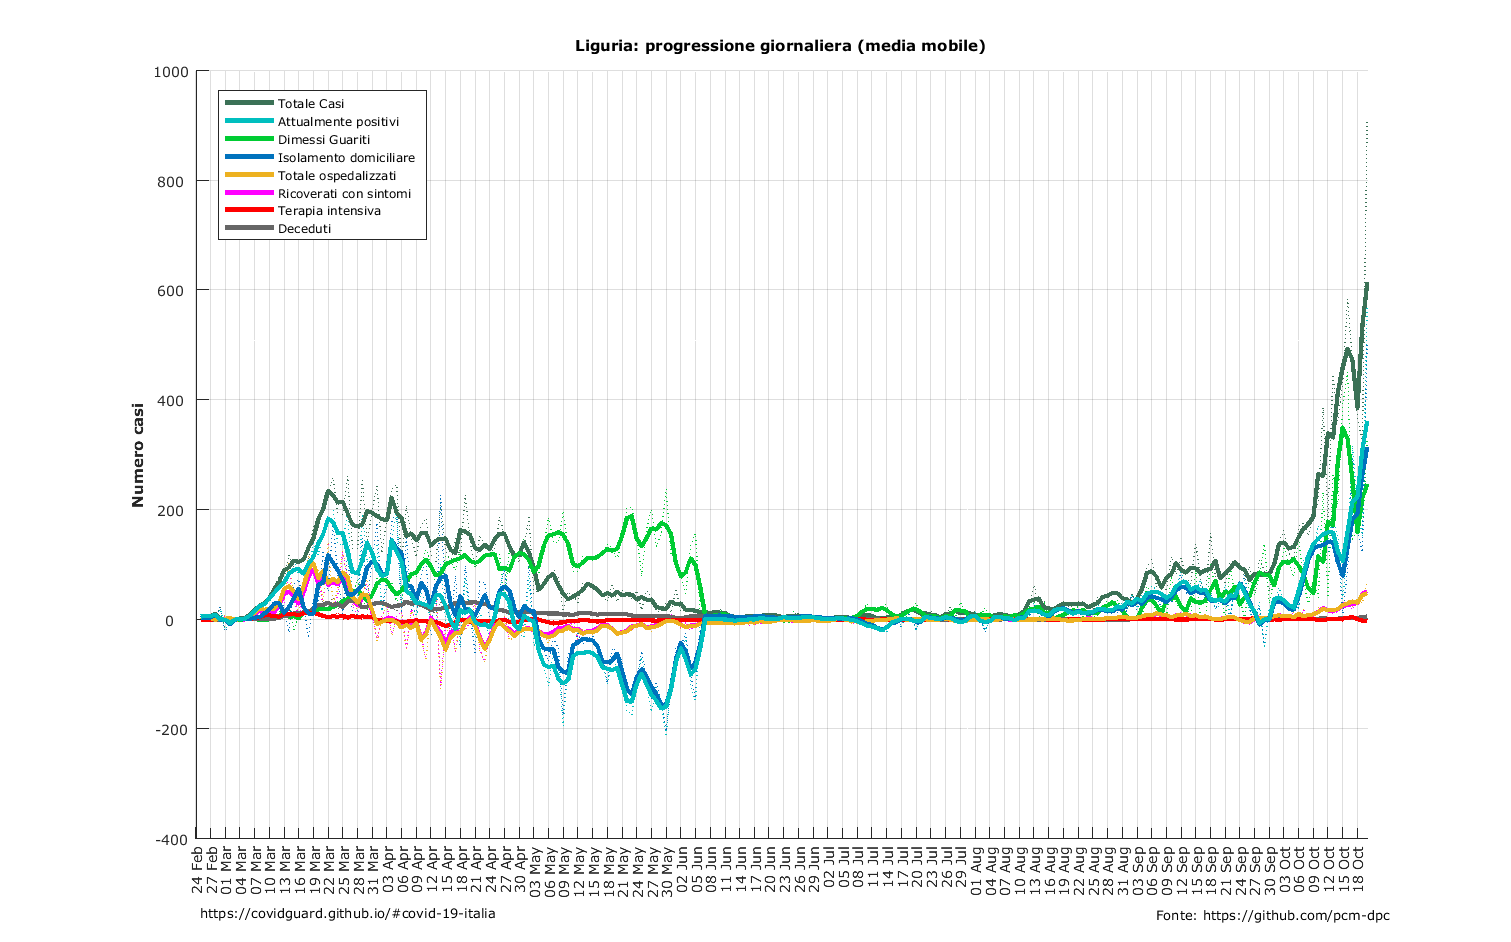 Liguria: progressione giornaliera (media mobile)
Numero casi
1000
800
600
400
200
0
-200
-400
Totale Casi
Attualmente positivi
Dimessi Guariti
Isolamento domiciliare
Totale ospedalizzati
Ricoverati con sintomi
Terapia intensiva
Deceduti
24 Feb
27 Feb
01 Mar
04 Mar
07 Mar
10 Mar
13 Mar
16 Mar
19 Mar
22 Mar
25 Mar
28 Mar
31 Mar
03 Apr
06 Apr
09 Apr
12 Apr
15 Apr
18 Apr
21 Apr
24 Apr
27 Apr
30 Apr
03 May
06 May
09 May
12 May
15 May
18 May
21 May
24 May
27 May
30 May
02 Jun
05 Jun
08 Jun
11 Jun
14 Jun
17 Jun
20 Jun
23 Jun
26 Jun
29 Jun
02 Jul
05 Jul
08 Jul
11 Jul
14 Jul
17 Jul
20 Jul
23 Jul
26 Jul
29 Jul
01 Aug
04 Aug
07 Aug
10 Aug
13 Aug
16 Aug
19 Aug
22 Aug
25 Aug
28 Aug
31 Aug
03 Sep
06 Sep
09 Sep
12 Sep
15 Sep
18 Sep
21 Sep
24 Sep
27 Sep
30 Sep
03 Oct
06 Oct
09 Oct
12 Oct
15 Oct
18 Oct
https://covidguard.github.io/#covid-19-italia
Fonte: https://github.com/pcm-dpc